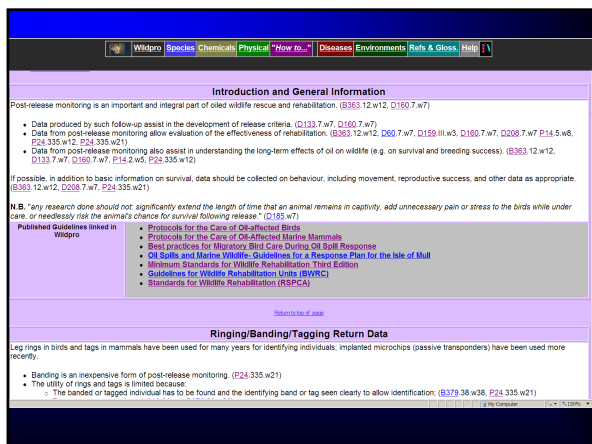 Wildpro Species Chemicals Physical "How to..." Diseases Environments Refs & Gloss. Help
Introduction and General Information
Post-release monitoring is an important and integral part of oiled wildlife rescue and rehabilitation. (B363.12.w12, D160.7.w7)
• Data produced by such follow-up assist in the development of release criteria. (D133.7.w7, D160.7.w7)
• Data from post-release monitoring allow evaluation of the effectiveness of rehabilitation. (B363.12.w12, D60.7.w7, D159.III.w3, D160.7.w7, D208.7.w7 P14.5.w8,
P24.335.w12, P24.335.w21)
• Data from post-release monitoring also assist in understanding the long-term effects of oil on wildlife (e.g. on survival and breeding success). (B363.12.w12,
D133.7.w7, D160.7.w7, P14.2.w5, P24.335.w12)
If possible, in addition to basic information on survival, data should be collected on behaviour, including movement, reproductive success, and other data as appropriate.
(B363.12.w12, D208.7.w7, P24.335.w21)
N.B. "any research done should not: significantly extend the length of time that an animal remains in captivity, add unnecessary pain or stress to the birds while under
care, or needlessly risk the animal's chance for survival following release." (D185.w7)
Published Guidelines linked in
Wildpro
• Protocols for the Care of Oil-affected Birds
• Protocols for the Care of Oil-Affected Marine Mammals
• Best practices for Migratory Bird Care During Oil Spill Response
• Oil Spills and Marine Wildlife- Guidelines for a Response Plan for the Isle of Mull
• Minimum Standards for Wildlife Rehabilitation Third Edition
• Guidelines for Wildlife Rehabilitation Units (BWRC)
• Standards for Wildlife Rehabilitation (RSPCA)
Return to top of page
Ringing/Banding/Tagging Return Data
Leg rings in birds and tags in mammals have been used for many years for identifying individuals; implanted microchips (passive transponders) have been used more
recently.
• Banding is an inexpensive form of post-release monitoring. (P24.335.w21)
• The utility of rings and tags is limited because:
○ The banded or tagged individual has to be found and the identifying band or tag seen clearly to allow identification; (B379.38.w38, P24.335.w21)
My Computer 150%